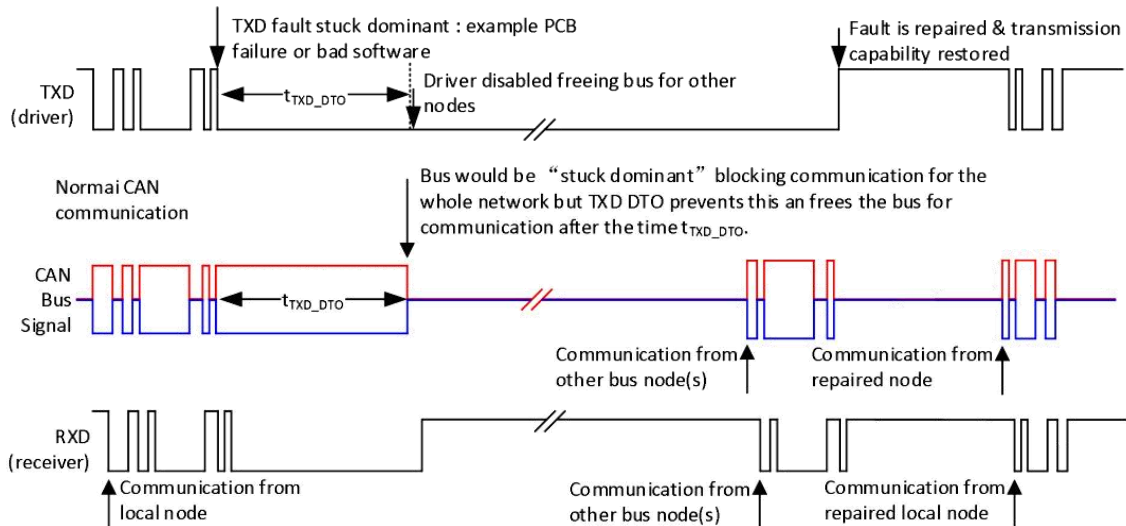 TXD fault stuck dominant : example PCB
failure or bad software
Fault is repaired & transmission
capability restored
TXD
(driver)
tTXD_DTO
Driver disabled freeing bus for other
nodes
Normai CAN
communication
Bus would be “stuck dominant” blocking communication for the
whole network but TXD DTO prevents this an frees the bus for
communication after the time tTXD_DTO.
CAN
Bus
Signal
tTXD_DTO
Communication from
other bus node(s)
Communication from
repaired node
RXD
(receiver)
Communication from
local node
Communication from
other bus node(s)
Communication from
repaired local node